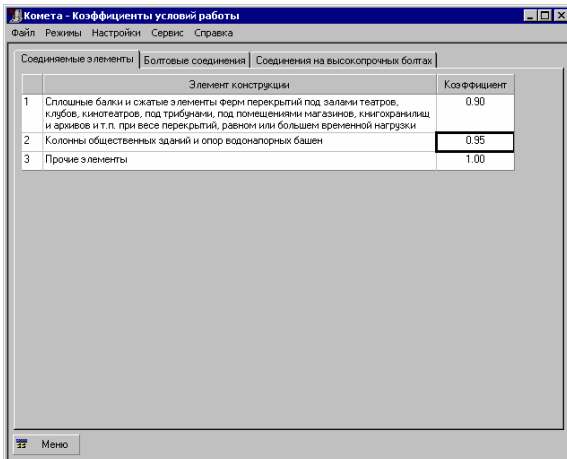 Комета - Коэффициенты условий работы
Файл Режимы Настройки Сервис Справка
Соединяемые элементы Болтовые соединения Соединения на высокопрочных болтах
Элемент конструкции Коэффициент
1 Сплошные балки и сжатые элементы ферм перекрытий под залами театров, 0.90
клубов, кинотеатров, под трибунами, под помещениями магазинов, книгохранилищ
и архивов и т.п. при весе перекрытий, равном или большем временной нагрузки
2 Колонны общественных зданий и опор водонапорных башен 0.95
3 Прочие элементы 1.00
Меню